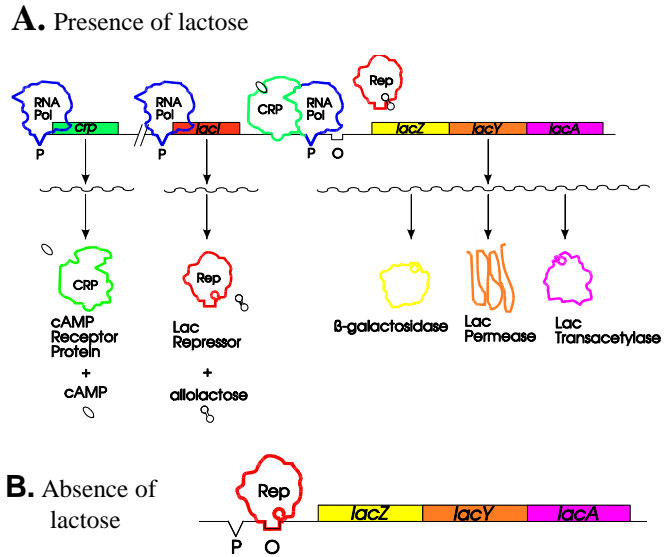 A. Presence of lactose
RNA Pol
RNA Pol
CRP
RNA Pol
Rep
crp
lacI
lacZ
lacY
lacA
P
P
P
O
CRP
Rep
cAMP
Receptor
Protein
+
cAMP
Lac
Repressor
+
allolactose
ß-galactosidase
Lac
Permease
Lac
Transacetylase
B. Absence of
lactose
Rep
lacZ
lacY
lacA
P
O